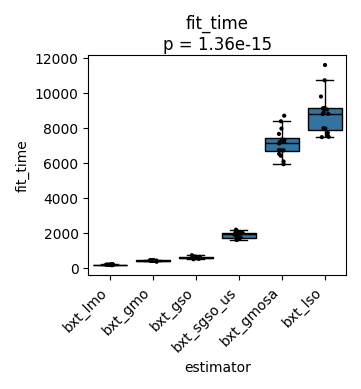 fit_time
p = 1.36e-15
12000
10000
8000
6000
4000
2000
0
fit_time
bxt_lmo
bxt_gmo
bxt_gso
bxt_sgso_us
bxt_gmosa
bxt_lso
estimator